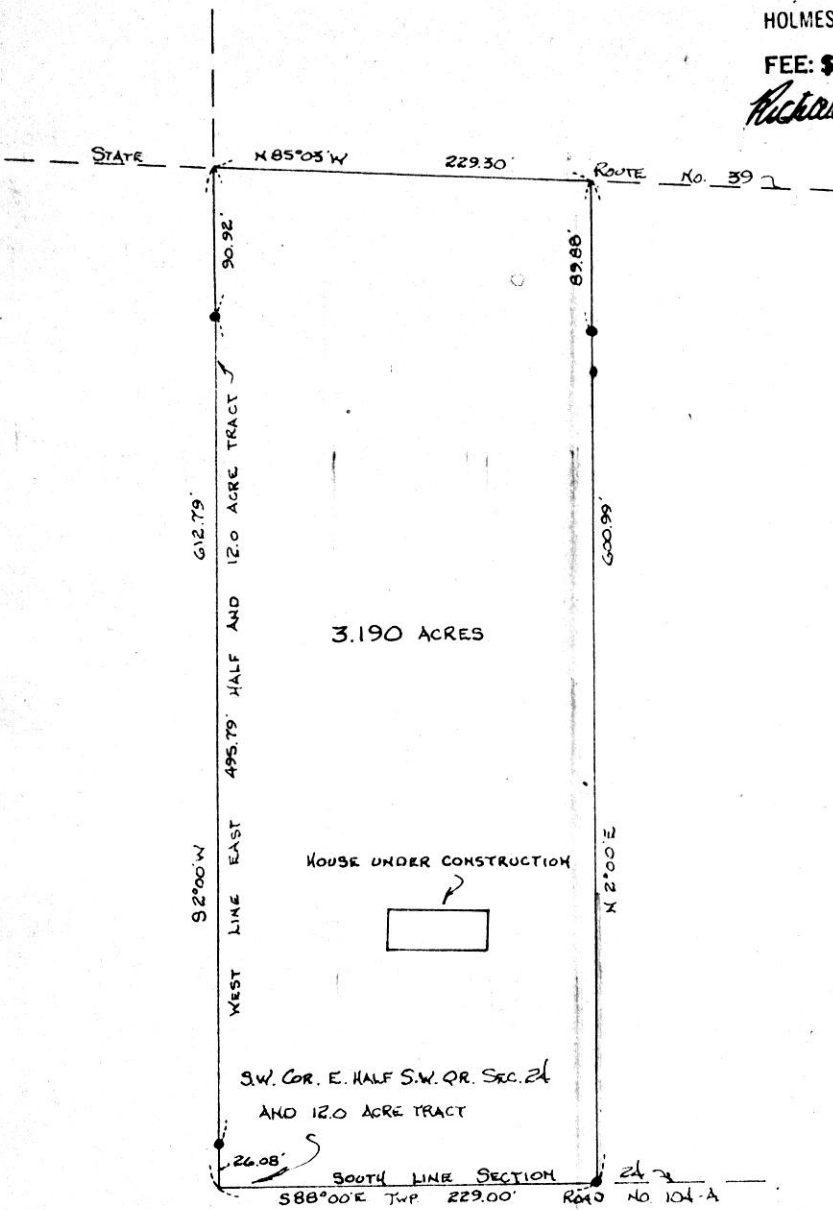 HOLMES
FEE: $
STATE N85°03'W 229.30' ROUTE No. 39
90.92'
89.88'
612.79'
600.99'
WEST LINE EAST 495.79' HALF AND 12.0 ACRE TRACT
3.190 ACRES
S2°00'W
N 2°00'E
HOUSE UNDER CONSTRUCTION
S.W. COR. E. HALF S.W. QR. SEC. 24
AND 12.0 ACRE TRACT
26.08'
SOUTH LINE SECTION 24
S88°00'E TWP. 229.00' ROAD No. 104-A